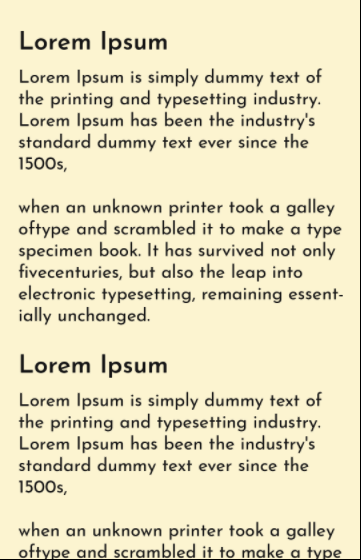 Lorem Ipsum
Lorem Ipsum is simply dummy text of
the printing and typesetting industry.
Lorem Ipsum has been the industry's
standard dummy text ever since the
1500s,
when an unknown printer took a galley
oftype and scrambled it to make a type
specimen book. It has survived not only
fivecenturies, but also the leap into
electronic typesetting, remaining essent-
ially unchanged.
Lorem Ipsum
Lorem Ipsum is simply dummy text of
the printing and typesetting industry.
Lorem Ipsum has been the industry's
standard dummy text ever since the
1500s,
when an unknown printer took a galley
oftype and scrambled it to make a type